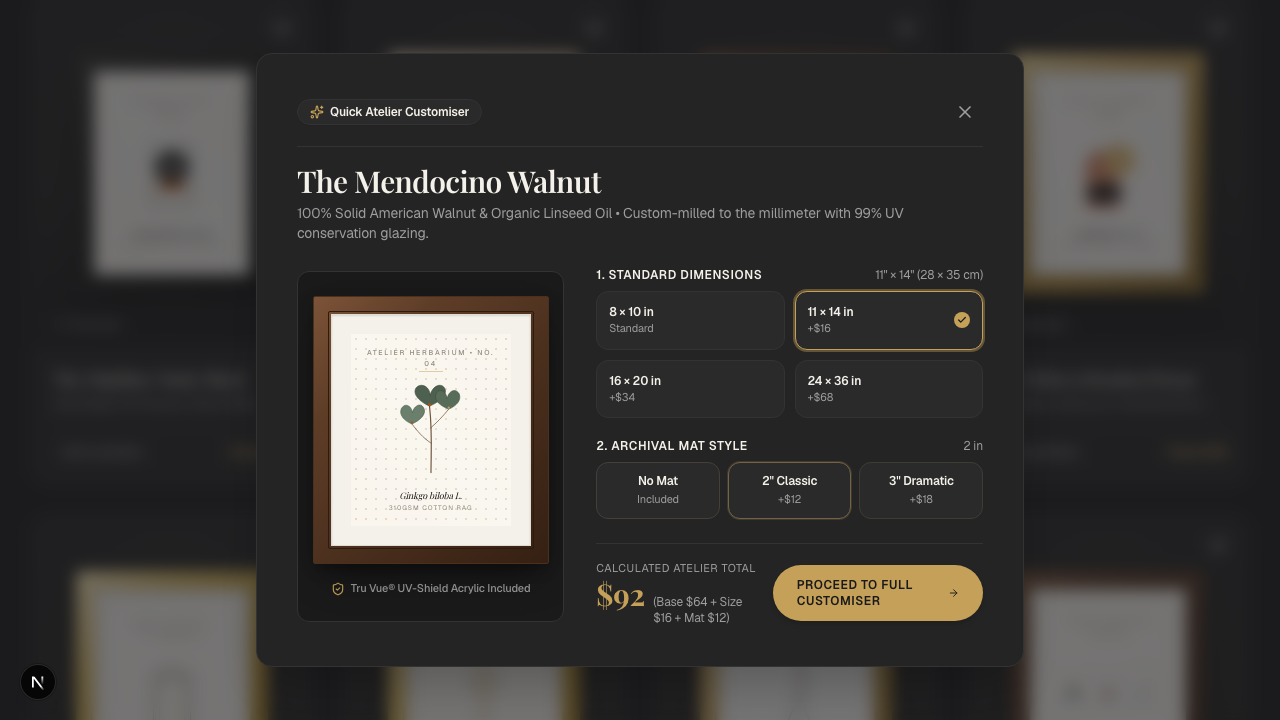 Quick Atelier Customiser
The Mendocino Walnut
100% Solid American Walnut & Organic Linseed Oil • Custom-milled to the millimeter with 99% UV
conservation glazing.
ATELIER HERBARIUM • NO.
04
Ginkgo biloba L.
310GSM COTTON RAG
Tru Vue® UV-Shield Acrylic Included
1. STANDARD DIMENSIONS
11" × 14" (28 × 35 cm)
8 × 10 in
Standard
11 × 14 in
+$16
16 × 20 in
+$34
24 × 36 in
+$68
2. ARCHIVAL MAT STYLE
2 in
No Mat
Included
2" Classic
+$12
3" Dramatic
+$18
CALCULATED ATELIER TOTAL
$92
(Base $64 + Size
$16 + Mat $12)
PROCEED TO FULL
CUSTOMISER
N